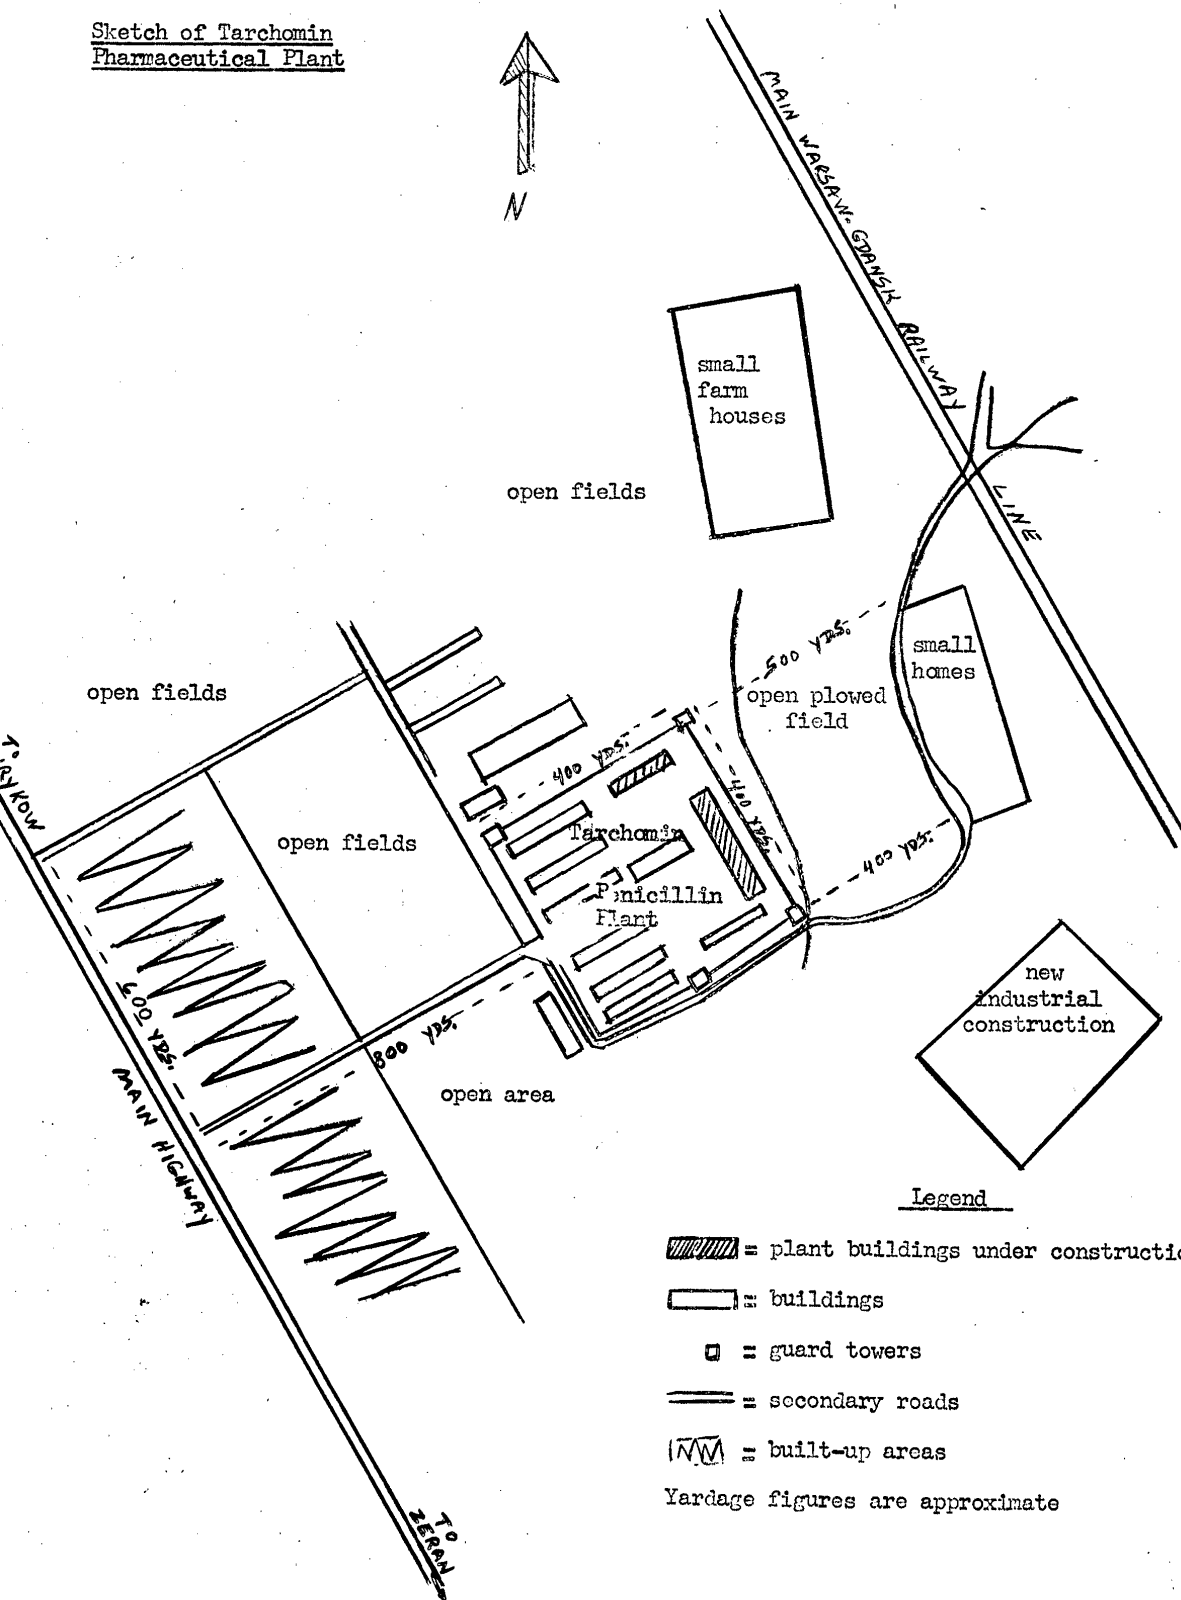 Sketch of Tarchomin
Pharmaceutical Plant
N
MAIN WARSAW-GDANSK RAILWAY LINE
small
farm
houses
open fields
500 YDS.
small
homes
open fields
open plowed
field
400 YDS.
400 YDS.
400 YDS.
open fields
Tarchomin
Penicillin
Plant
600 YDS.
800 YDS.
open area
MAIN HIGHWAY
new
industrial
construction
Legend
= plant buildings under constructi
= buildings
= guard towers
= secondary roads
= built-up areas
Yardage figures are approximate
TO
ZERAN